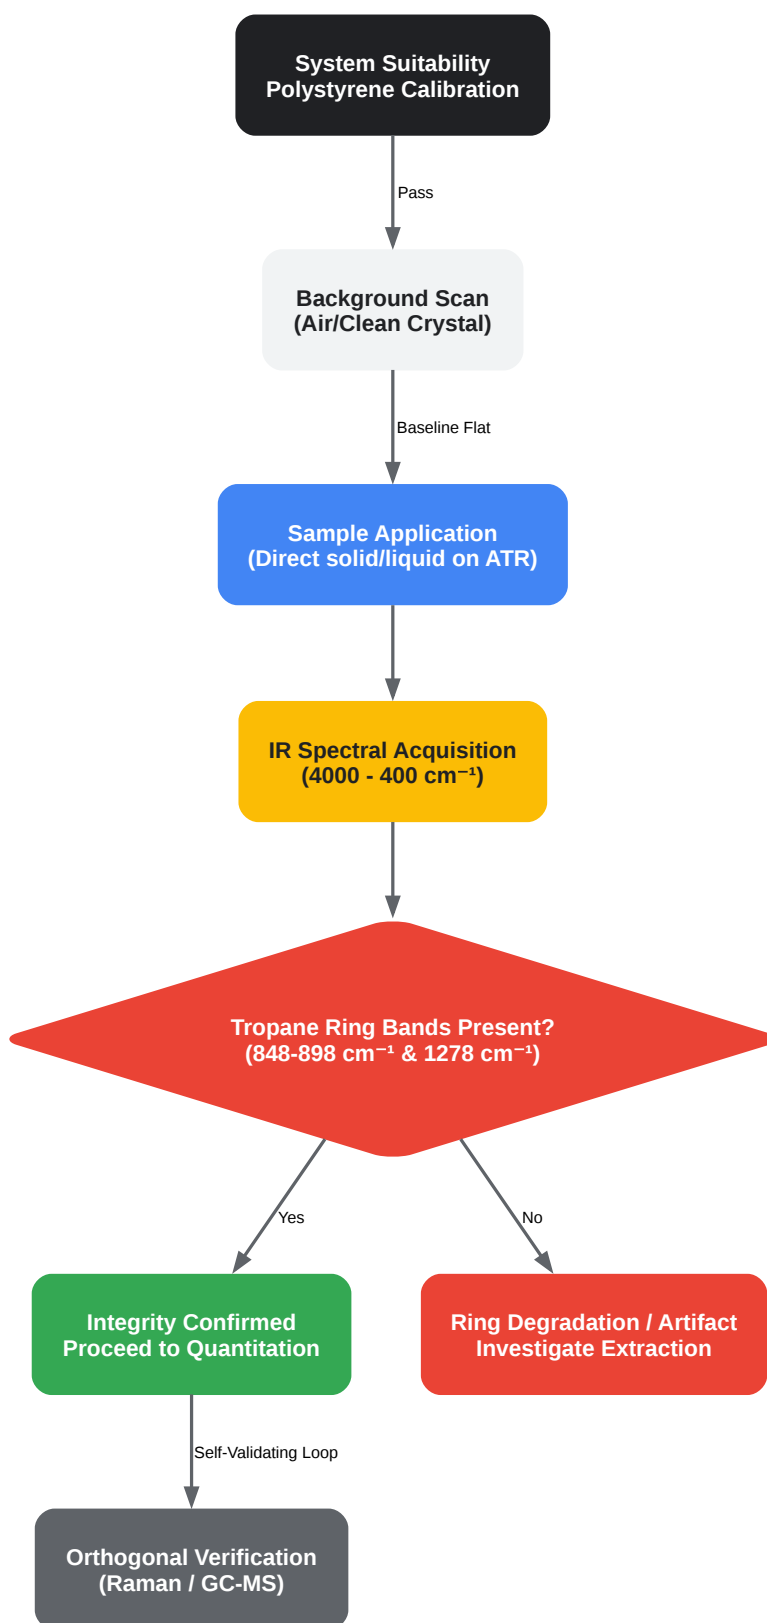 System Suitability
Polystyrene Calibration
Pass
Background Scan
(Air/Clean Crystal)
Baseline Flat
Sample Application
(Direct solid/liquid on ATR)
IR Spectral Acquisition
(4000 - 400 cm⁻¹)
Tropane Ring Bands Present?
(848-898 cm⁻¹ & 1278 cm⁻¹)
Yes
No
Integrity Confirmed
Proceed to Quantitation
Ring Degradation / Artifact
Investigate Extraction
Self-Validating Loop
Orthogonal Verification
(Raman / GC-MS)